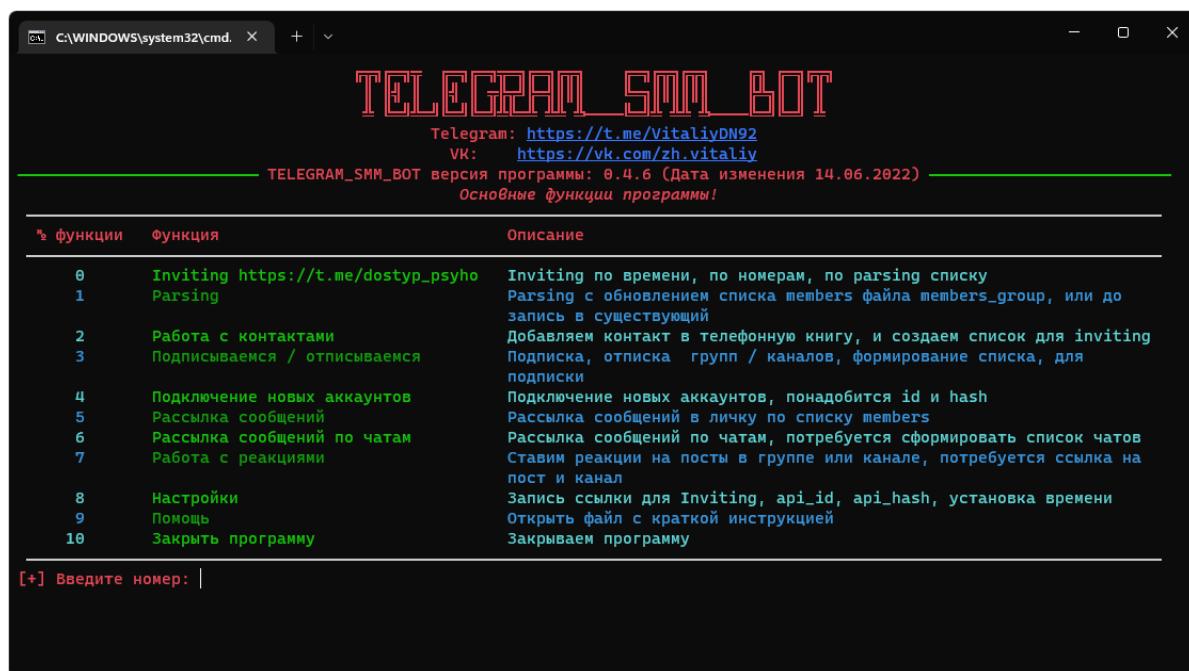 C:\WINDOWS\system32\cmd.
TELEGRAM_SMM_BOT
Telegram: https://t.me/VitaliyDN92
VK: https://vk.com/zh.vitaliy
TELEGRAM_SMM_BOT версия программы: 0.4.6 (Дата изменения 14.06.2022)
Основные функции программы!
№ функции Функция Описание
0 Inviting https://t.me/dostyp_psyho Inviting по времени, по номерам, по parsing списку
1 Parsing Parsing с обновлением списка members файла members_group, или до
запись в существующий
2 Работа с контактами Добавляем контакт в телефонную книгу, и создаем список для inviting
3 Подписываемся / отписываемся Подписка, отписка групп / каналов, формирование списка, для
подписки
4 Подключение новых аккаунтов Подключение новых аккаунтов, понадобится id и hash
5 Рассылка сообщений Рассылка сообщений в личку по списку members
6 Рассылка сообщений по чатам Рассылка сообщений по чатам, потребуется сформировать список чатов
7 Работа с реакциями Ставим реакции на посты в группе или канале, потребуется ссылка на
пост и канал
8 Настройки Запись ссылки для Inviting, api_id, api_hash, установка времени
9 Помощь Открыть файл с краткой инструкцией
10 Закрыть программу Закрываем программу
[+] Введите номер: